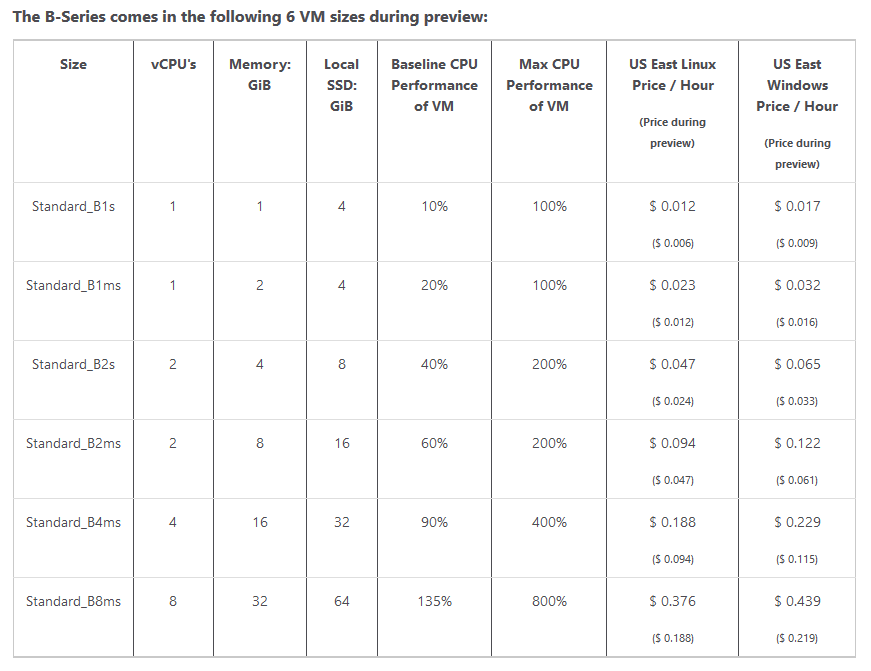 The B-Series comes in the following 6 VM sizes during preview:
Size vCPU's Memory: GiB Local SSD: GiB Baseline CPU Performance of VM Max CPU Performance of VM US East Linux Price / Hour (Price during preview) US East Windows Price / Hour (Price during preview)
Standard_B1s 1 1 4 10% 100% $ 0.012 $ 0.017
($ 0.006) ($ 0.009)
Standard_B1ms 1 2 4 20% 100% $ 0.023 $ 0.032
($ 0.012) ($ 0.016)
Standard_B2s 2 4 8 40% 200% $ 0.047 $ 0.065
($ 0.024) ($ 0.033)
Standard_B2ms 2 8 16 60% 200% $ 0.094 $ 0.122
($ 0.047) ($ 0.061)
Standard_B4ms 4 16 32 90% 400% $ 0.188 $ 0.229
($ 0.094) ($ 0.115)
Standard_B8ms 8 32 64 135% 800% $ 0.376 $ 0.439
($ 0.188) ($ 0.219)